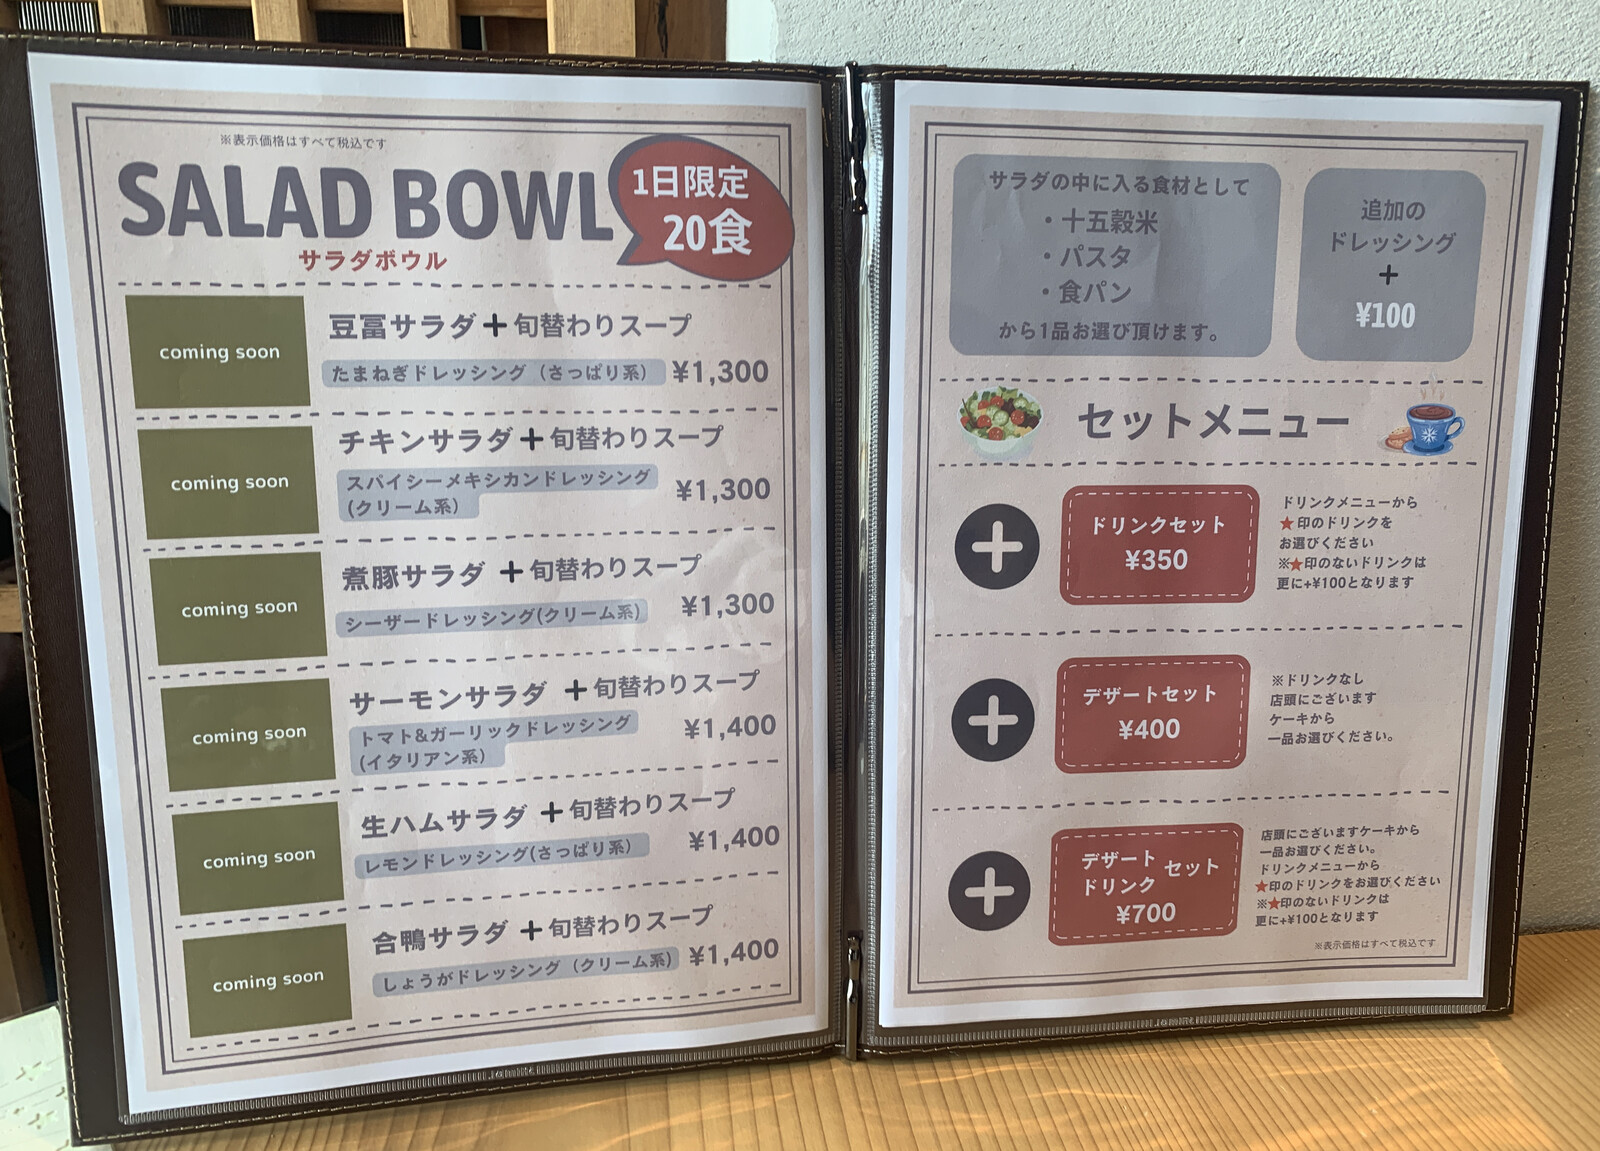 ※表示価格はすべて税込です
SALAD BOWL
サラダボウル
1日限定
20食
coming soon
豆冨サラダ+旬替わりスープ
たまねぎドレッシング（さっぱり系） ¥1,300
coming soon
チキンサラダ+旬替わりスープ
スパイシーメキシカンドレッシング
(クリーム系)
¥1,300
coming soon
煮豚サラダ+旬替わりスープ
シーザードレッシング(クリーム系) ¥1,300
coming soon
サーモンサラダ+旬替わりスープ
トマト&ガーリックドレッシング
(イタリアン系)
¥1,400
coming soon
生ハムサラダ+旬替わりスープ
レモンドレッシング(さっぱり系) ¥1,400
coming soon
合鴨サラダ+旬替わりスープ
しょうがドレッシング（クリーム系） ¥1,400
サラダの中に入る食材として
・十五穀米
・パスタ
・食パン
から1品お選び頂けます。
追加の
ドレッシング
+
¥100
セットメニュー
+
ドリンクセット
¥350
ドリンクメニューから
★印のドリンクを
お選びください
※★印のないドリンクは
更に+¥100となります
+
デザートセット
¥400
※ドリンクなし
店頭にございます
ケーキから
一品お選びください。
+
デザート
ドリンク
セット
¥700
店頭にございますケーキから
一品お選びください。
ドリンクメニューから
★印のドリンクをお選びください
※★印のないドリンクは
更に+¥100となります
※表示価格はすべて税込です